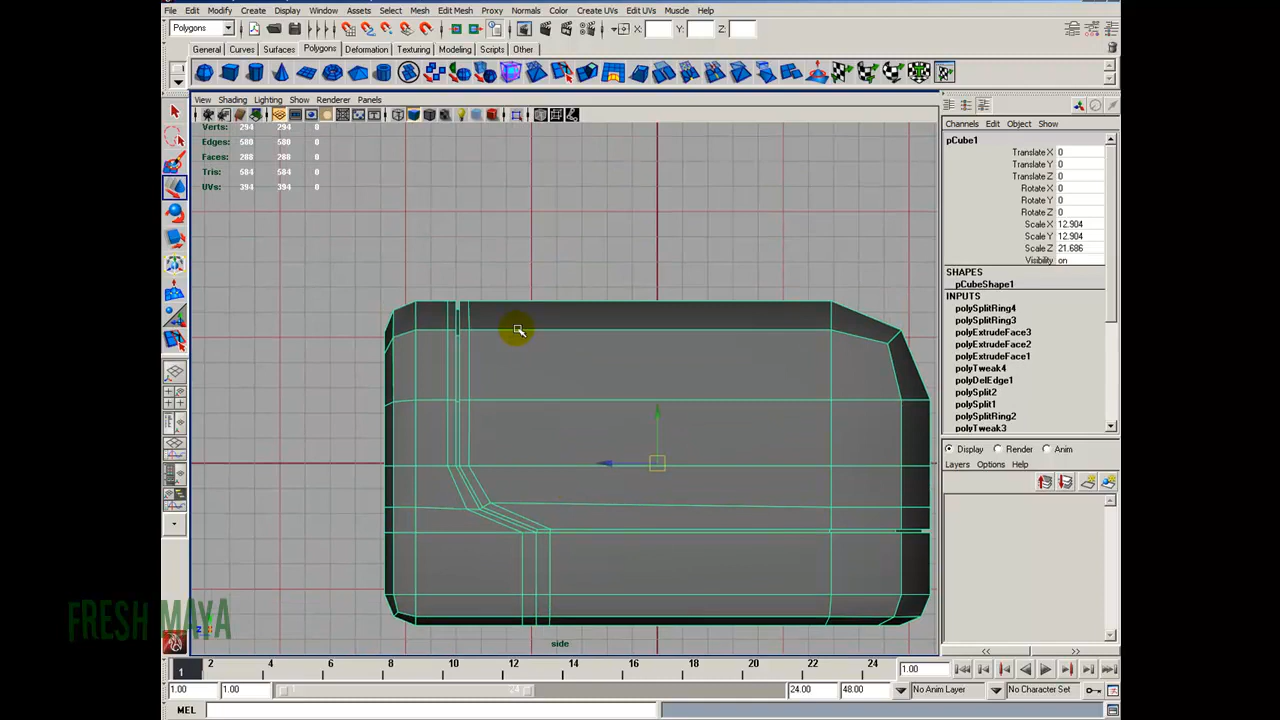 File Edit Modify Create Display Window Assets Select Mesh Edit Mesh Proxy Normals Color Create UVs Edit UVs Muscle Help
Polygons X: Y: Z:
General Curves Surfaces Polygons Deformation Texturing Modeling Scripts Other
View Shading Lighting Show Renderer Panels
Verts: 294 294 0
Edges: 580 580 0
Faces: 288 288 0
Tris: 584 584 0
UVs: 394 394 0
side
Channels Edit Object Show
pCube1
Translate X 0
Translate Y 0
Translate Z 0
Rotate X 0
Rotate Y 0
Rotate Z 0
Scale X 12.904
Scale Y 12.904
Scale Z 21.686
Visibility on
SHAPES
pCubeShape1
INPUTS
polySplitRing4
polySplitRing3
polyExtrudeFace3
polyExtrudeFace2
polyExtrudeFace1
polyTweak4
polyDelEdge1
polySplit2
polySplit1
polySplitRing2
polyTweak3
Display Render Anim
Layers Options Help
FRESH MAYA
1 2 4 6 8 10 12 14 16 18 20 22 24 1.00
1.00 1.00 1 24 24.00 48.00 No Anim Layer No Character Set
MEL